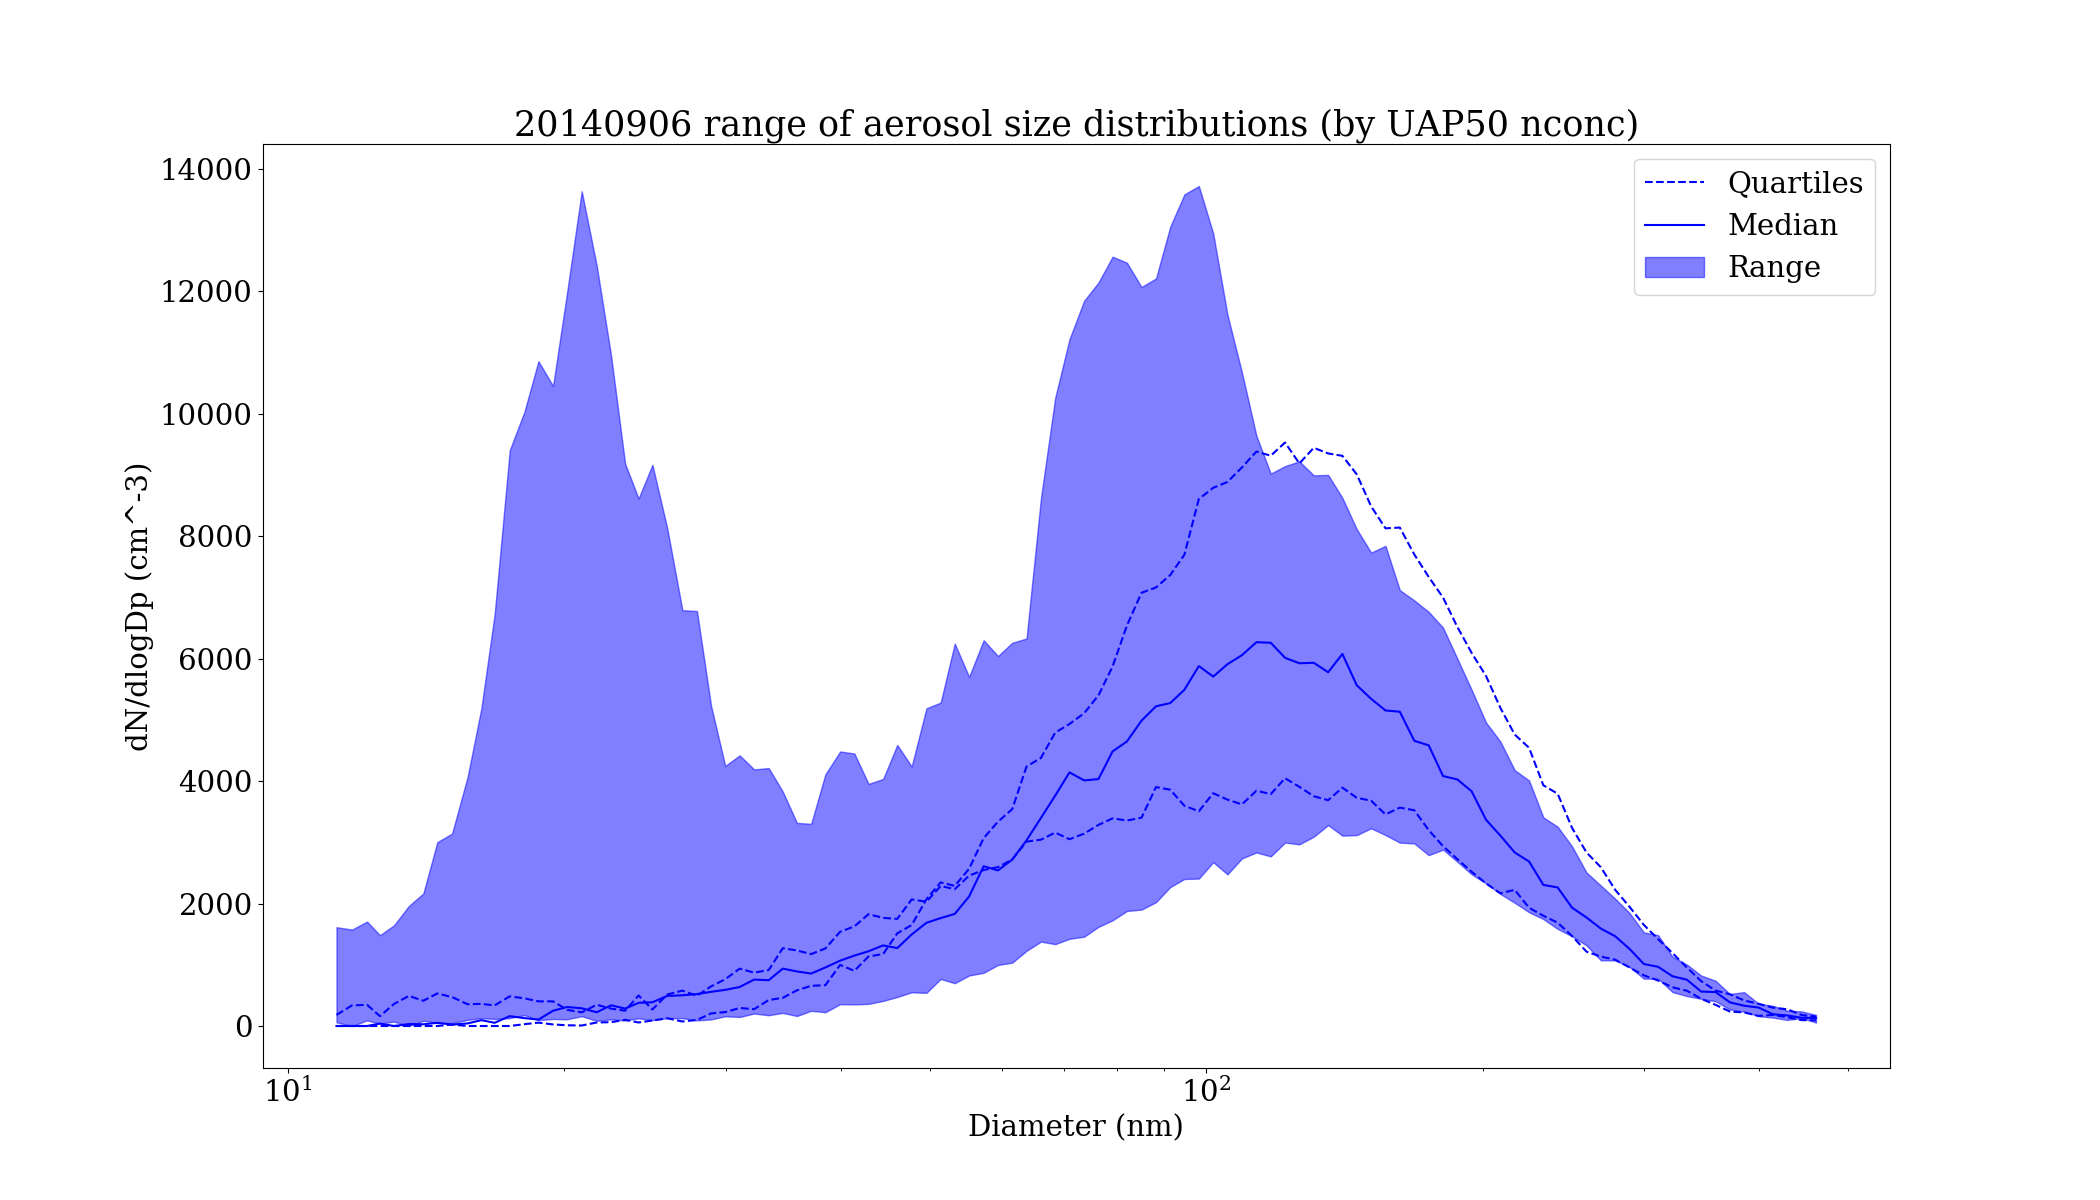 20140906 range of aerosol size distributions (by UAP50 nconc)
14000
12000
10000
8000
6000
4000
2000
0
dN/dlogDp (cm^-3)
Quartiles
Median
Range
10¹
10²
Diameter (nm)